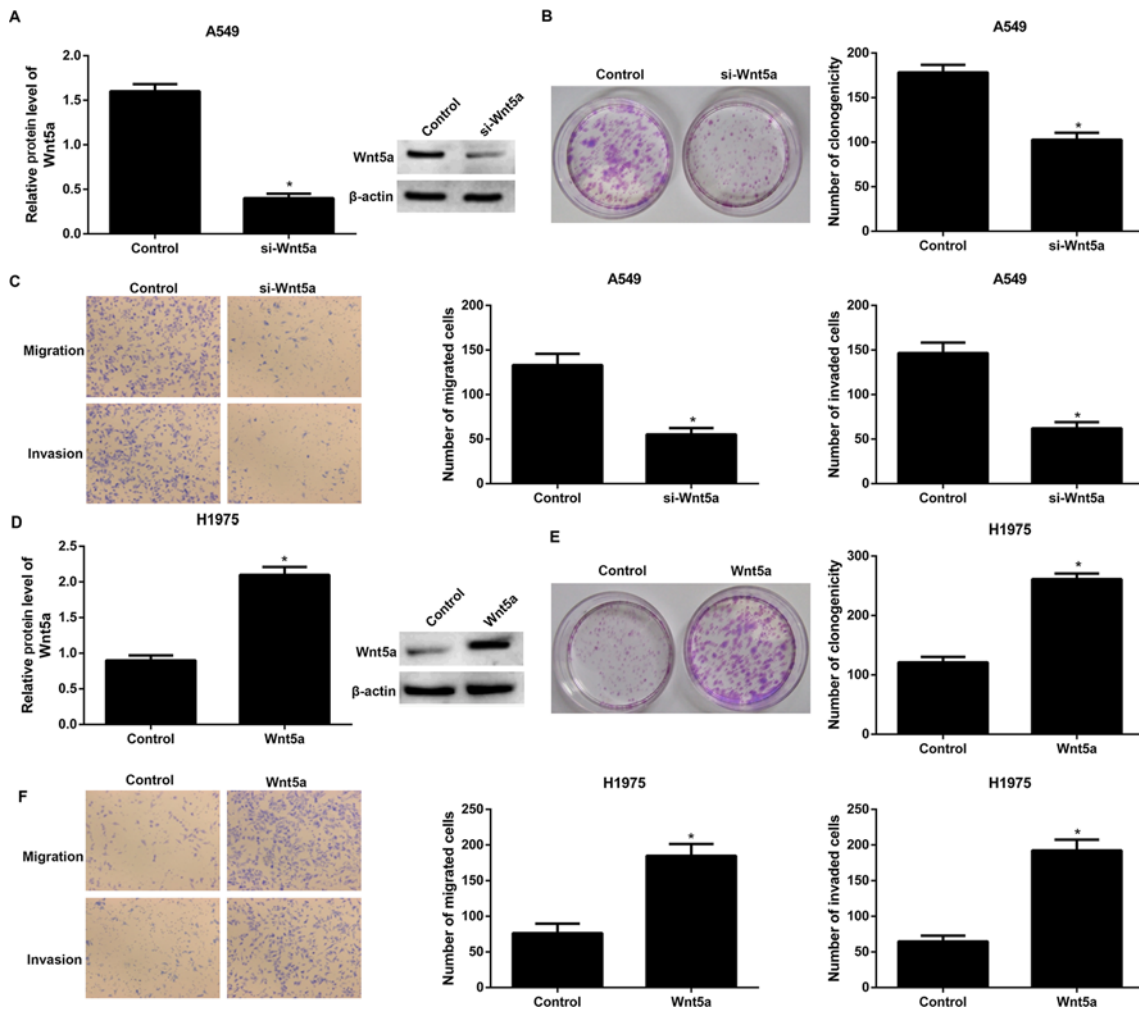 A
A549
Relative protein level of
Wnt5a
2.0
1.5
1.0
0.5
0.0
Control
si-Wnt5a
*
Control
si-Wnt5a
Wnt5a
β-actin
B
Control
si-Wnt5a
A549
Number of clonogenicity
200
150
100
50
0
Control
si-Wnt5a
*
C
Control
si-Wnt5a
Migration
Invasion
A549
Number of migrated cells
200
150
100
50
0
Control
si-Wnt5a
*
A549
Number of invaded cells
200
150
100
50
0
Control
si-Wnt5a
*
D
H1975
Relative protein level of
Wnt5a
2.5
2.0
1.5
1.0
0.5
0.0
Control
Wnt5a
*
Control
Wnt5a
Wnt5a
β-actin
E
Control
Wnt5a
H1975
Number of clonogenicity
300
200
100
0
Control
Wnt5a
*
F
Control
Wnt5a
Migration
Invasion
H1975
Number of migrated cells
250
200
150
100
50
0
Control
Wnt5a
*
H1975
Number of invaded cells
250
200
150
100
50
0
Control
Wnt5a
*